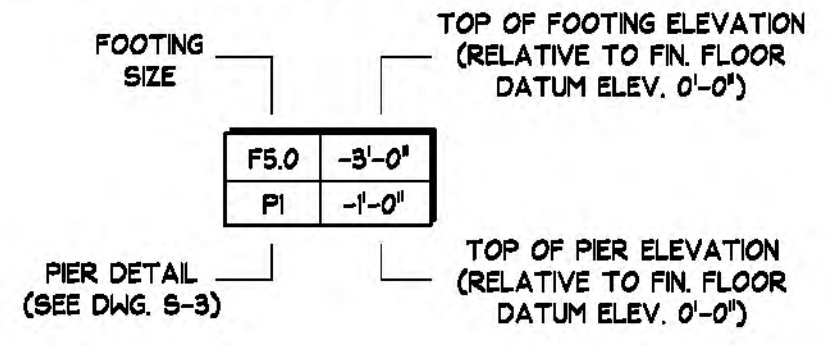 FOOTING
SIZE
TOP OF FOOTING ELEVATION
(RELATIVE TO FIN. FLOOR
DATUM ELEV. 0'-0")
F5.0 -3'-0"
P1 -1'-0"
PIER DETAIL
(SEE DWG. S-3)
TOP OF PIER ELEVATION
(RELATIVE TO FIN. FLOOR
DATUM ELEV. 0'-0")